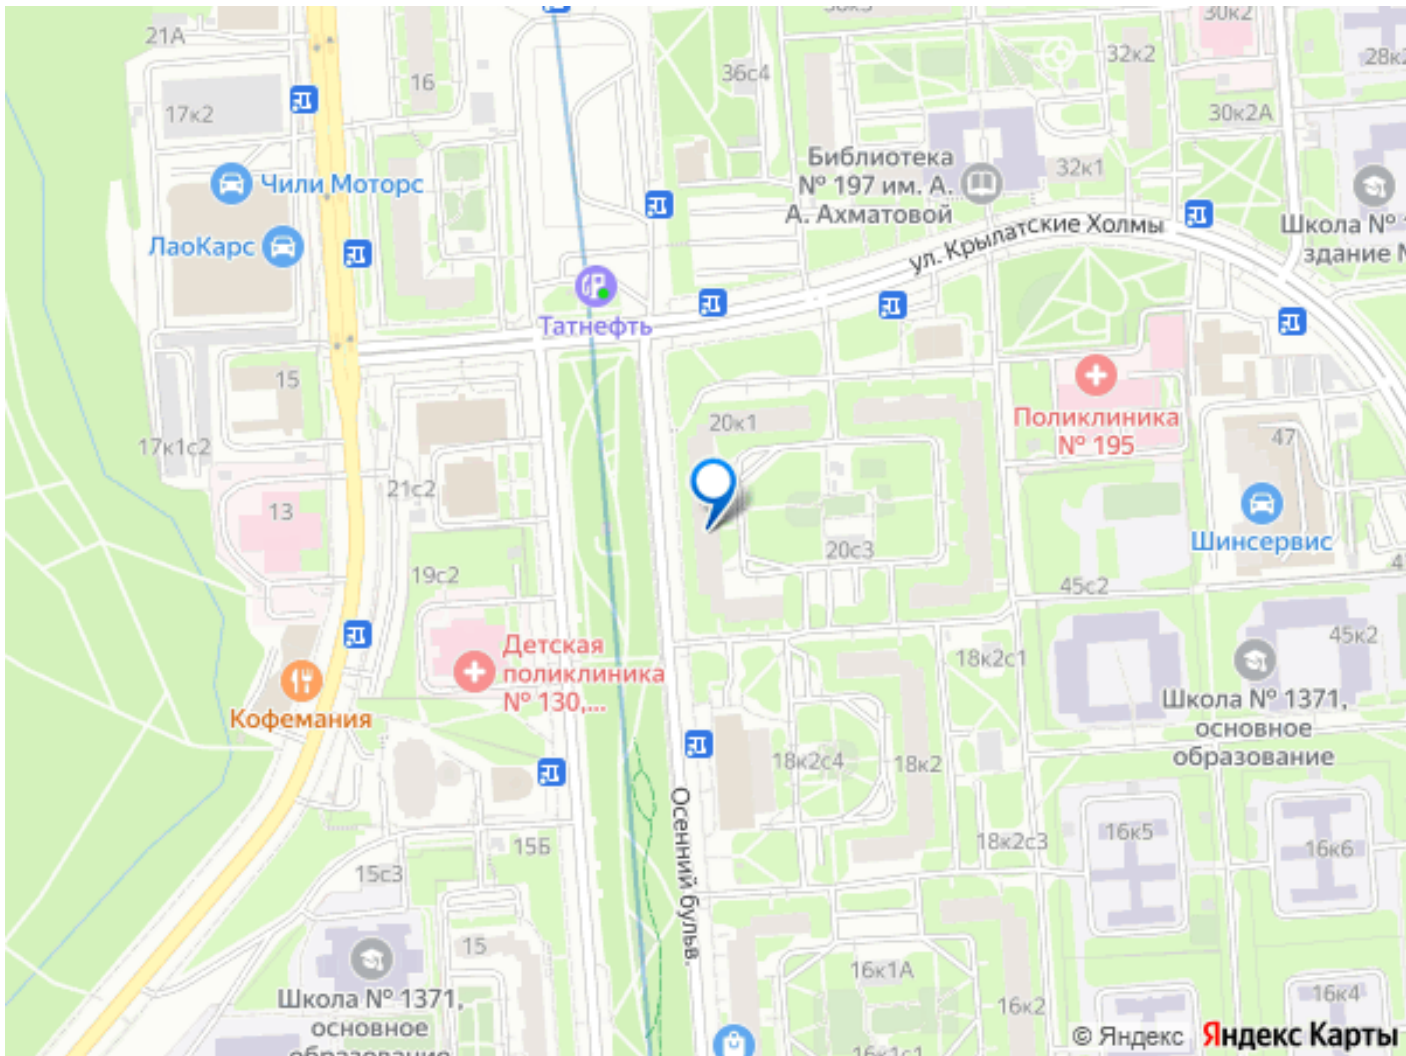 21А
16
36с4
30к2
32к2
28к2
17к2
30к2А
Чили Моторс
ЛаоКарс
Библиотека
№ 197 им. А.
А. Ахматовой
32к1
ул. Крылатские Холмы
Школа №
здание
Татнефть
15
17к1с2
20к1
Поликлиника
№ 195
47
21с2
13
Шинсервис
20с3
19с2
45с2
Детская
поликлиника
№ 130,...
18к2с1
45к2
Школа № 1371,
основное
образование
Кофемания
18к2с4
18к2
Осенний бульв.
15Б
18к2с3
16к5
16к6
15с3
15
Школа № 1371,
основное
образование
16к1А
16к2
16к4
16к1с1
© Яндекс
Яндекс Карты